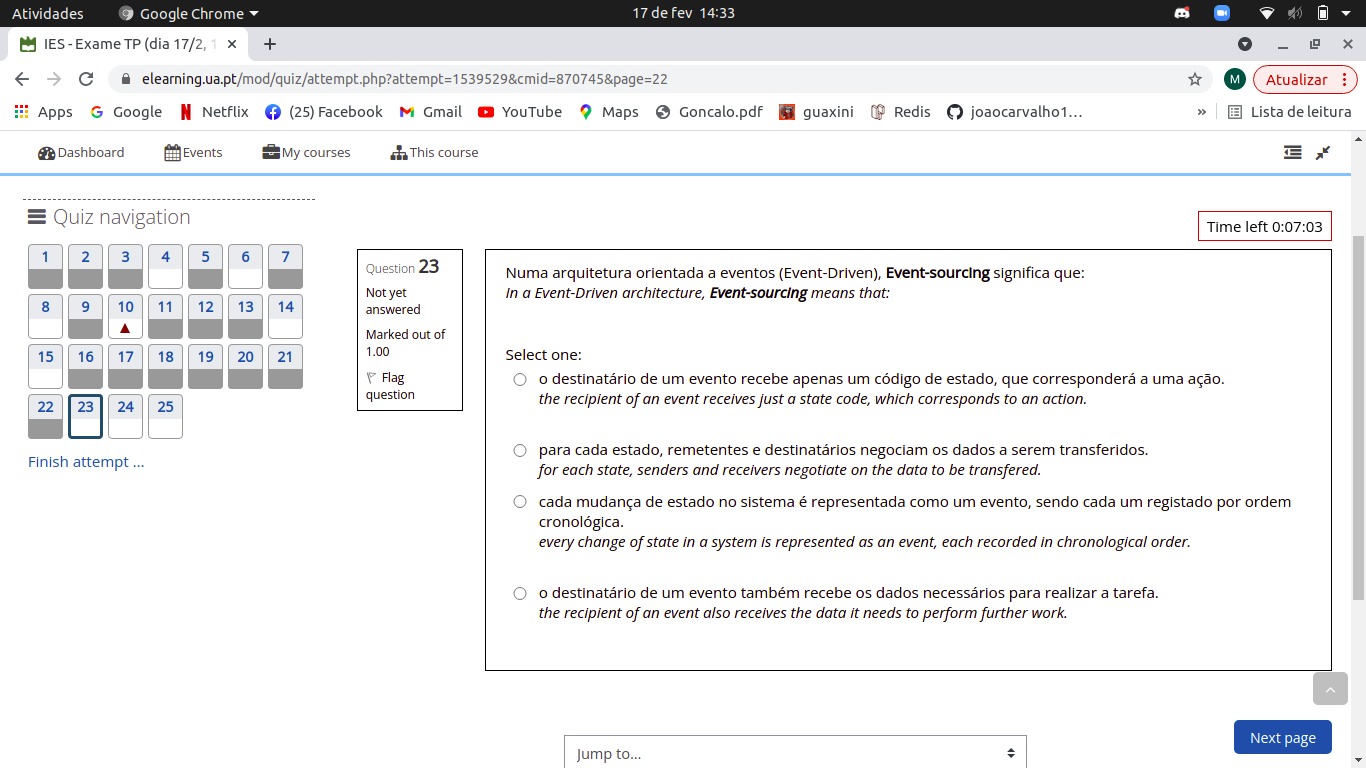 Atividades
Google Chrome
17 de fev 14:33
IES - Exame TP (dia 17/2, 1
elearning.ua.pt/mod/quiz/attempt.php?attempt=1539529&cmid=870745&page=22
M
Atualizar
Apps
Google
Netflix
(25) Facebook
Gmail
YouTube
Maps
Goncalo.pdf
guaxini
Redis
joaocarvalho1...
»
Lista de leitura
Dashboard
Events
My courses
This course
Quiz navigation
1 2 3 4 5 6 7
8 9 10 11 12 13 14
15 16 17 18 19 20 21
22 23 24 25
Finish attempt ...
Time left 0:07:03
Question 23
Not yet
answered
Marked out of
1.00
Flag
question
Numa arquitetura orientada a eventos (Event-Driven), Event-sourcing significa que:
In a Event-Driven architecture, Event-sourcing means that:
Select one:
o destinatário de um evento recebe apenas um código de estado, que corresponderá a uma ação.
the recipient of an event receives just a state code, which corresponds to an action.
para cada estado, remetentes e destinatários negociam os dados a serem transferidos.
for each state, senders and receivers negotiate on the data to be transfered.
cada mudança de estado no sistema é representada como um evento, sendo cada um registado por ordem
cronológica.
every change of state in a system is represented as an event, each recorded in chronological order.
o destinatário de um evento também recebe os dados necessários para realizar a tarefa.
the recipient of an event also receives the data it needs to perform further work.
Next page
Jump to...